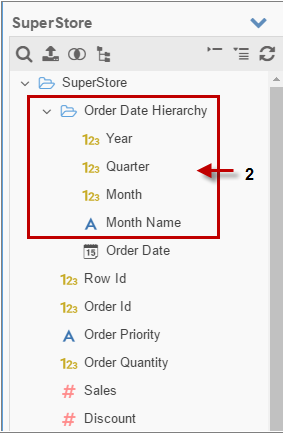 SuperStore
SuperStore
Order Date Hierarchy
123 Year
123 Quarter
2
123 Month
A Month Name
15 Order Date
123 Row Id
123 Order Id
A Order Priority
123 Order Quantity
# Sales
# Discount